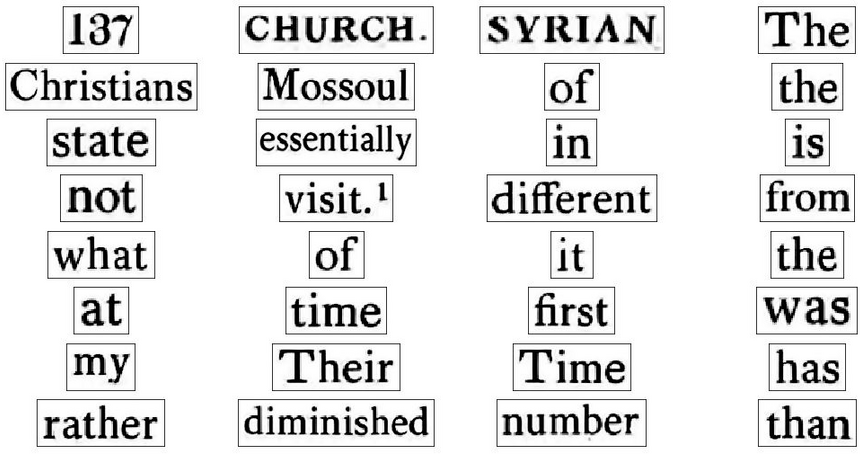 137 CHURCH. SYRIAN The
Christians Mossoul of the
state essentially in is
not visit.¹ different from
what of it the
at time first was
my Their Time has
rather diminished number than